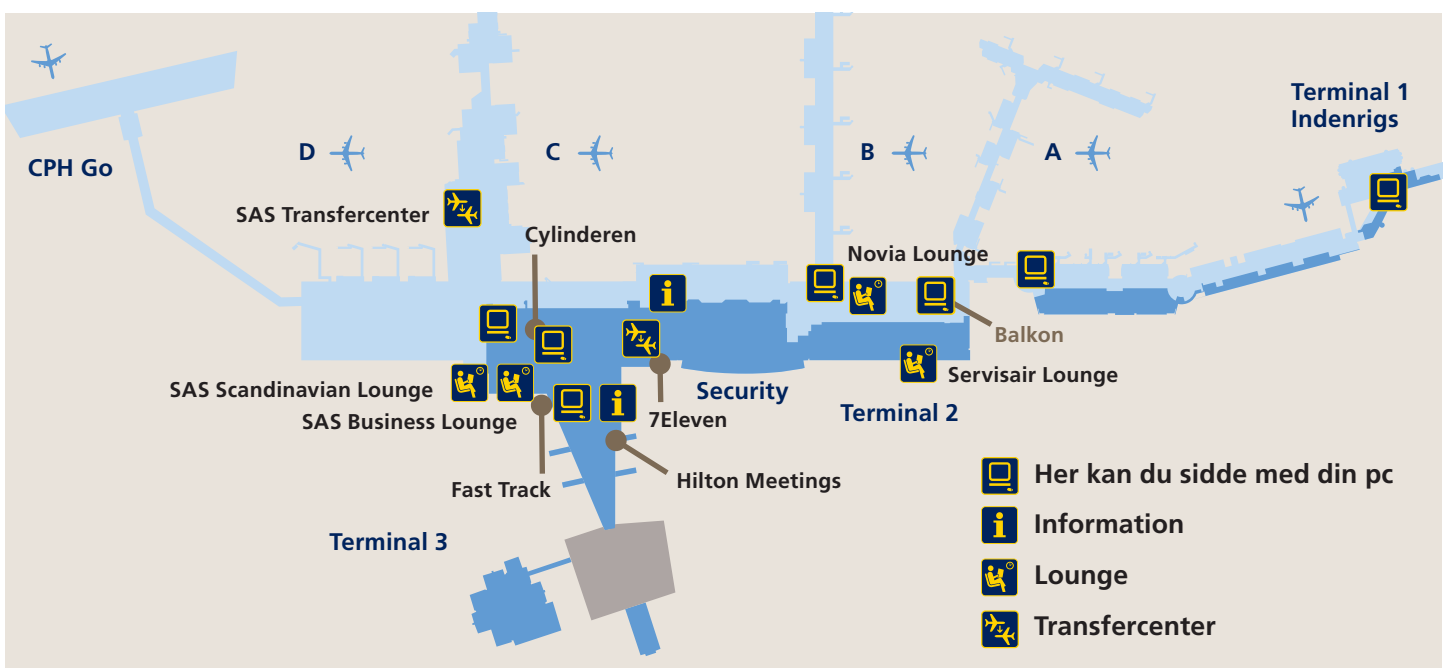 Terminal 1
Indenrigs
CPH Go
D
C
B
A
SAS Transfercenter
Cylinderen
Novia Lounge
Balkon
SAS Scandinavian Lounge
Security
Servisair Lounge
SAS Business Lounge
7Eleven
Terminal 2
Fast Track
Hilton Meetings
Terminal 3
Her kan du sidde med din pc
Information
Lounge
Transfercenter